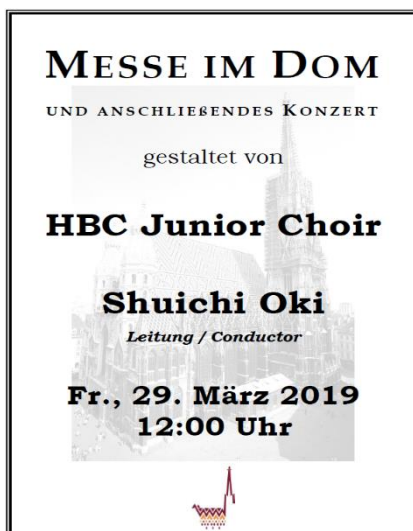 MESSE IM DOM
UND ANSCHLIEßENDES KONZERT
gestaltet von
HBC Junior Choir
Shuichi Oki
Leitung / Conductor
Fr., 29. März 2019
12:00 Uhr